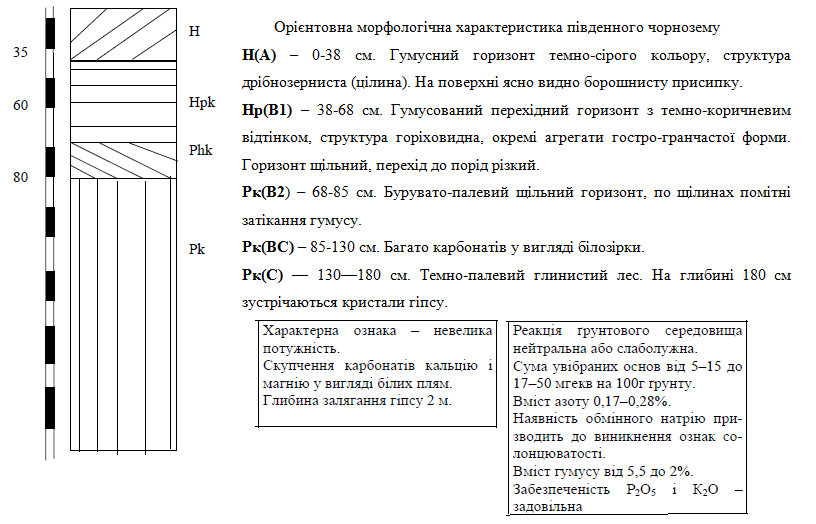 35
60
80
H
Hpk
Phk
Pk
Орієнтовна морфологічна характеристика південного чорнозему
Н(А) – 0-38 см. Гумусний горизонт темно-сірого кольору, структура
дрібнозерниста (цілина). На поверхні ясно видно борошнисту присипку.
Нр(В1) – 38-68 см. Гумусований перехідний горизонт з темно-коричневим
відтінком, структура горіховидна, окремі агрегати гостро-гранчастої форми.
Горизонт щільний, перехід до порід різкий.
Рк(В2) – 68-85 см. Бурувато-палевий щільний горизонт, по щілинах помітні
затікання гумусу.
Рк(ВС) – 85-130 см. Багато карбонатів у вигляді білозірки.
Рк(С) — 130—180 см. Темно-палевий глинистий лес. На глибині 180 см
зустрічаються кристали гіпсу.
Характерна ознака – невелика
потужність.
Скупчення карбонатів кальцію і
магнію у вигляді білих плям.
Глибина залягання гіпсу 2 м.
Реакція грунтового середовища
нейтральна або слаболужна.
Сума увібраних основ від 5–15 до
17–50 мгекв на 100г грунту.
Вміст азоту 0,17–0,28%.
Наявність обмінного натрію при-
зводить до виникнення ознак со-
лонцюватості.
Вміст гумусу від 5,5 до 2%.
Забезпеченість Р₂О₅ і К₂О –
задовільна